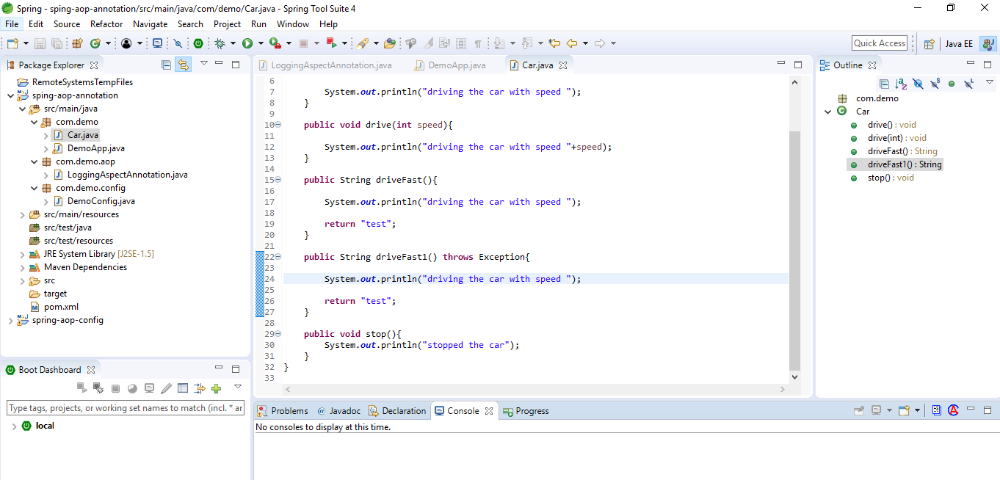 Spring - sping-aop-annotation/src/main/java/com/demo/Car.java - Spring Tool Suite 4
File Edit Source Refactor Navigate Search Project Run Window Help
Quick Access
Java EE
Package Explorer
RemoteSystemsTempFiles
sping-aop-annotation
src/main/java
com.demo
Car.java
DemoApp.java
com.demo.aop
LoggingAspectAnnotation.java
com.demo.config
DemoConfig.java
src/main/resources
src/test/java
src/test/resources
JRE System Library [J2SE-1.5]
Maven Dependencies
src
target
pom.xml
spring-aop-config
Boot Dashboard
Type tags, projects, or working set names to match (incl. * ar
local
LoggingAspectAnnotation.java DemoApp.java Car.java
6
7 System.out.println("driving the car with speed ");
8 }
9
10 public void drive(int speed){
11
12 System.out.println("driving the car with speed "+speed);
13 }
14
15 public String driveFast(){
16
17 System.out.println("driving the car with speed ");
18
19 return "test";
20 }
21
22 public String driveFast1() throws Exception{
23
24 System.out.println("driving the car with speed ");
25
26 return "test";
27 }
28
29 public void stop(){
30 System.out.println("stopped the car");
31 }
32 }
33
Outline
com.demo
Car
drive() : void
drive(int) : void
driveFast() : String
driveFast1() : String
stop() : void
Problems @ Javadoc Declaration Console Progress
No consoles to display at this time.